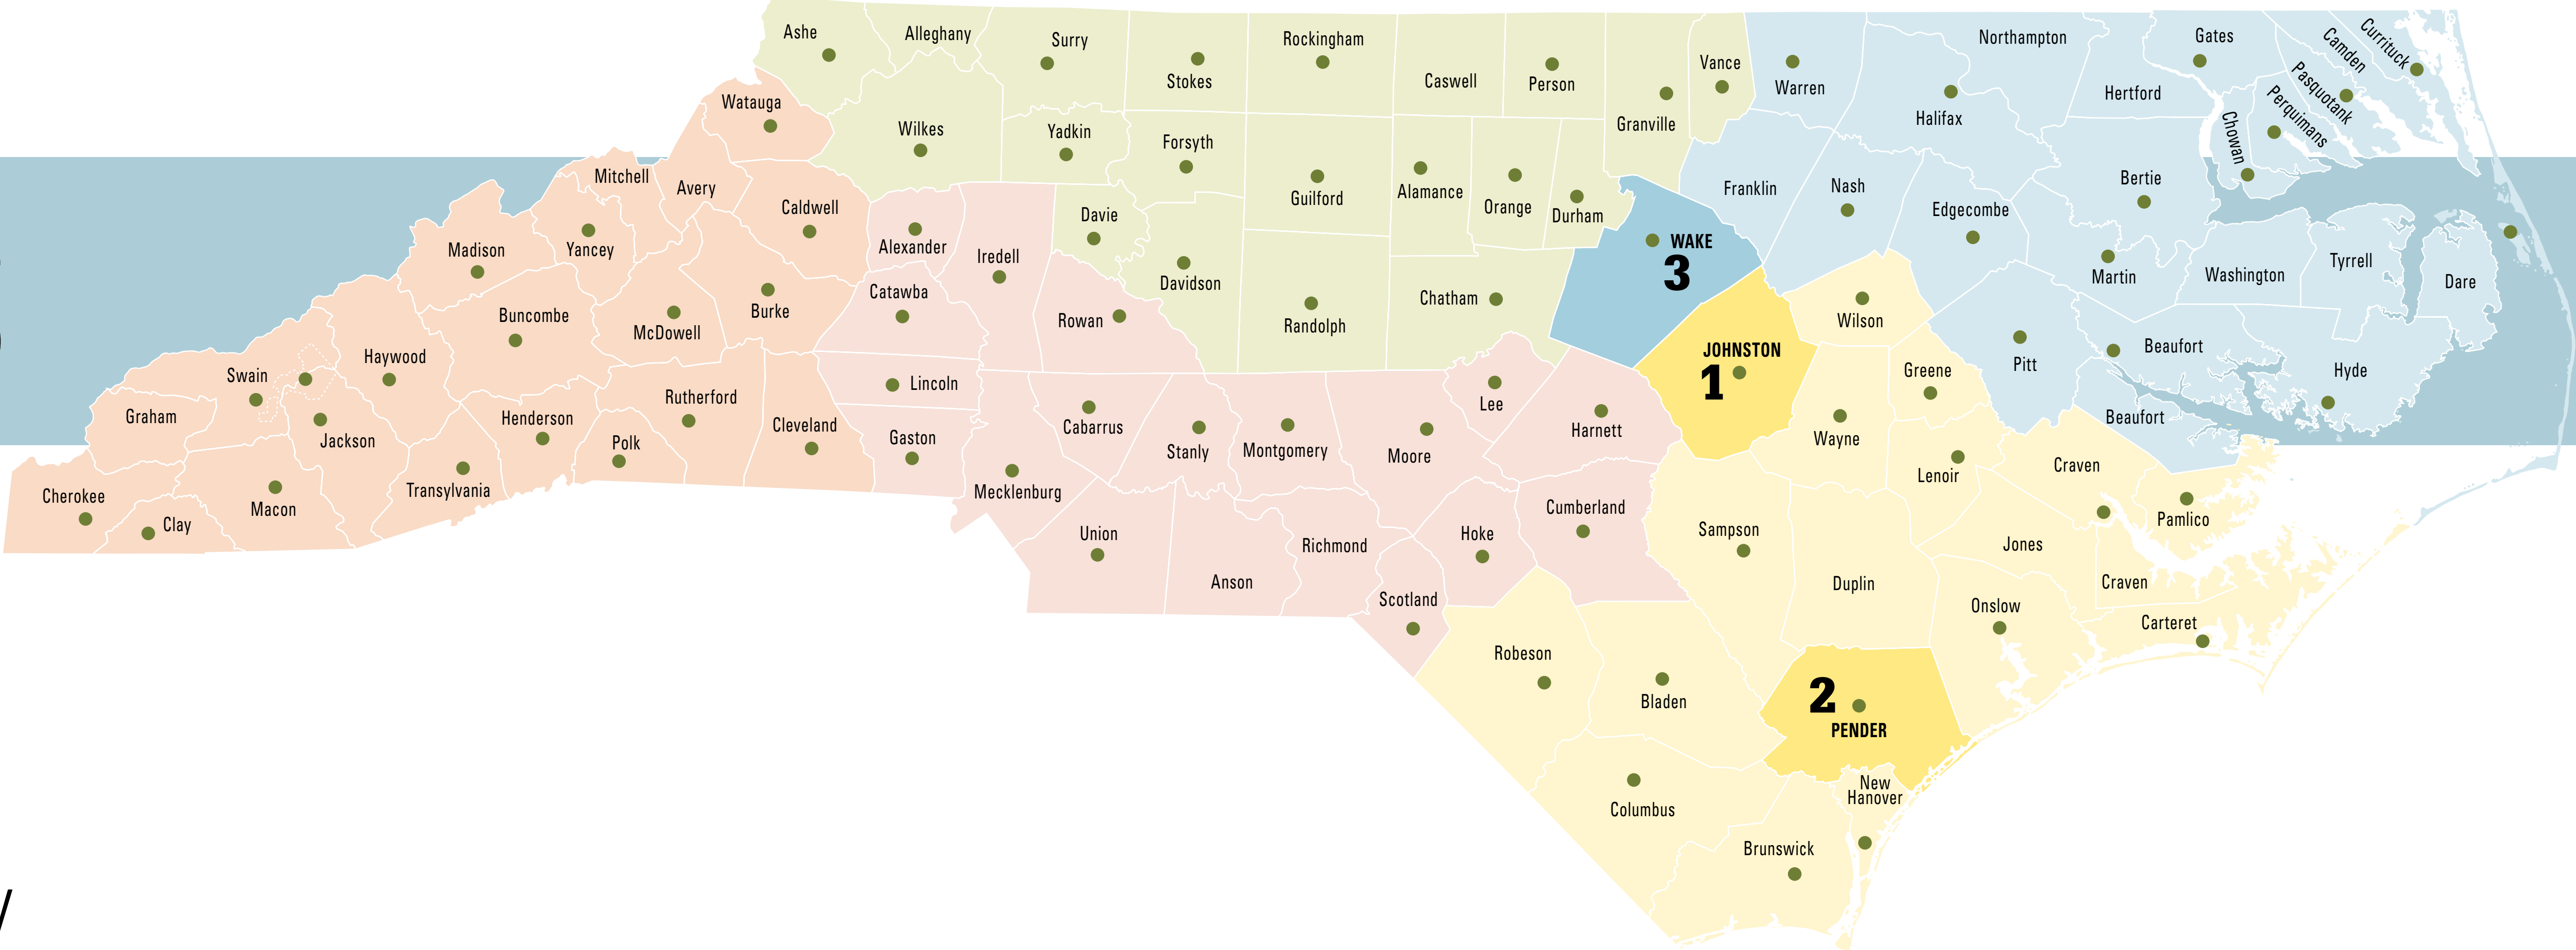 Ashe
Alleghany
Surry
Stokes
Rockingham
Caswell
Person
Granville
Vance
Warren
Northampton
Halifax
Hertford
Gates
Camden
Currituck
Pasquotank
Perquimans
Chowan
Watauga
Wilkes
Yadkin
Forsyth
Guilford
Alamance
Orange
Durham
Franklin
Nash
Edgecombe
Bertie
Mitchell
Avery
Caldwell
Alexander
Iredell
Davie
Davidson
Randolph
Chatham
WAKE
3
Martin
Washington
Tyrrell
Dare
Madison
Yancey
Buncombe
McDowell
Burke
Catawba
Rowan
JOHNSTON
1
Wilson
Greene
Pitt
Beaufort
Hyde
Beaufort
Swain
Haywood
Graham
Jackson
Henderson
Rutherford
Polk
Cleveland
Lincoln
Gaston
Cabarrus
Stanly
Montgomery
Moore
Lee
Harnett
Wayne
Lenoir
Craven
Pamlico
Cherokee
Clay
Macon
Transylvania
Mecklenburg
Union
Anson
Richmond
Hoke
Cumberland
Sampson
Duplin
Jones
Craven
Scotland
Onslow
Carteret
Robeson
Bladen
2
PENDER
Columbus
New
Hanover
Brunswick